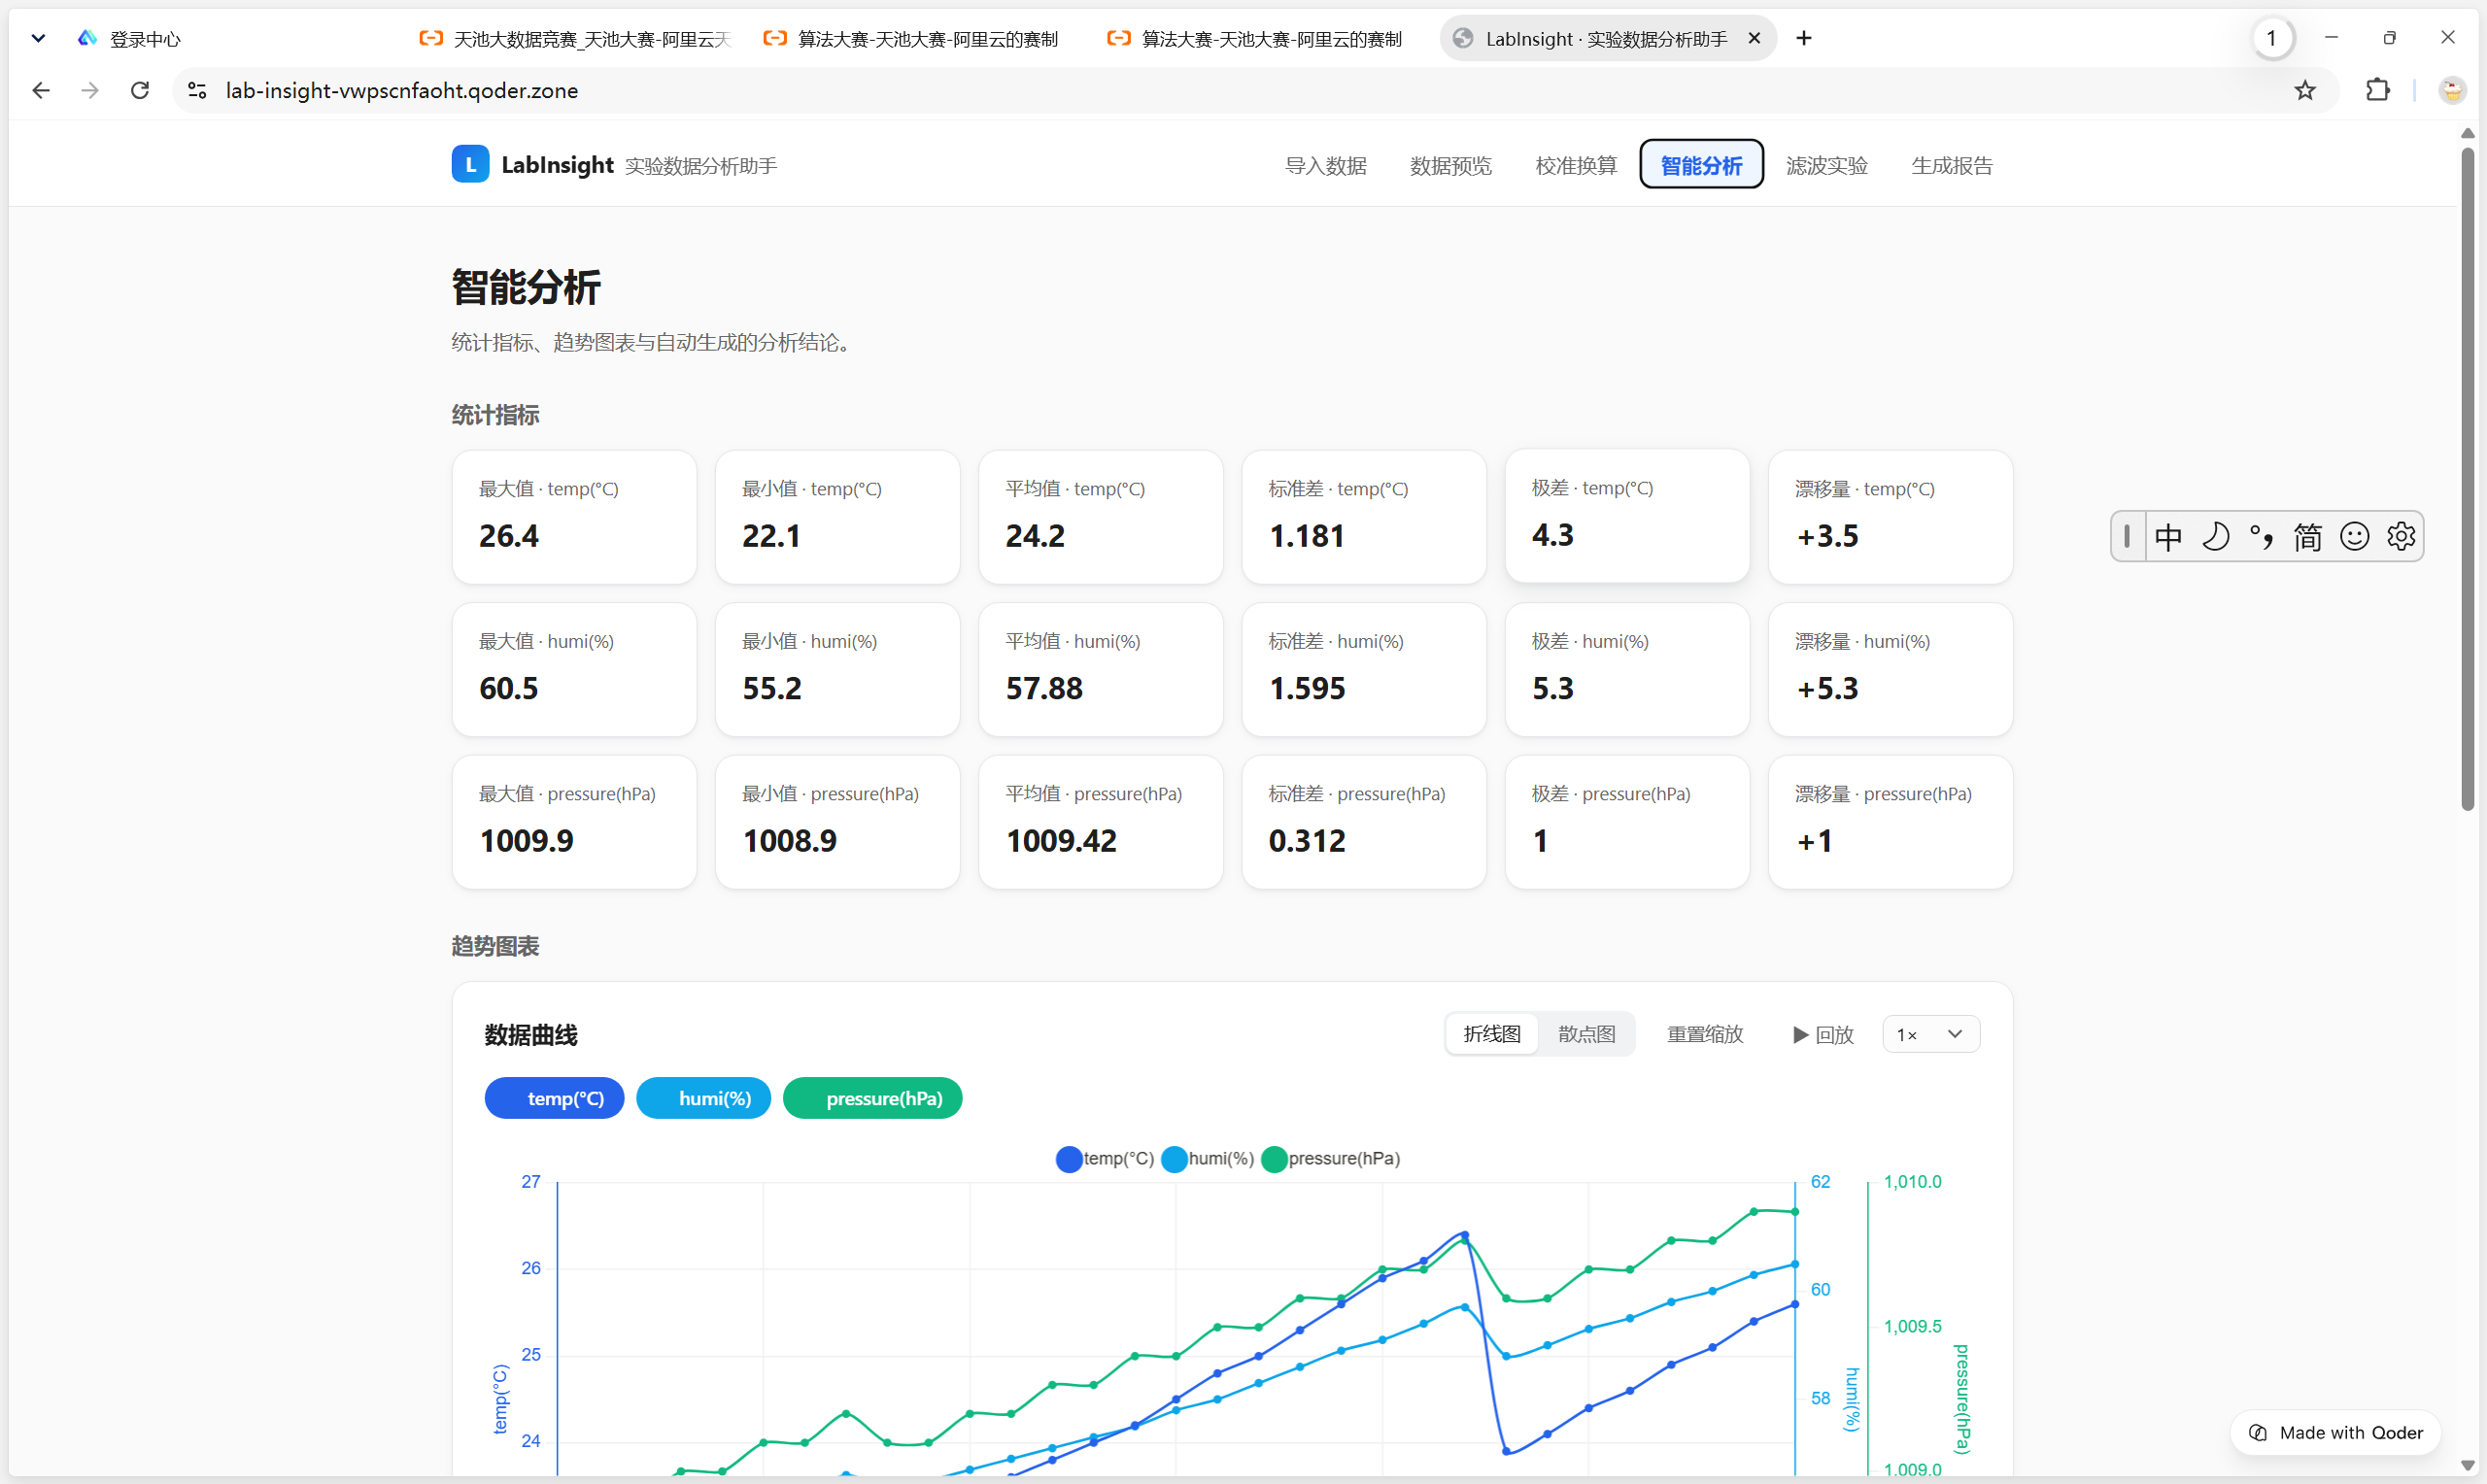 登录中心
天池大数据竞赛_天池大赛-阿里云天
算法大赛-天池大赛-阿里云的赛制
算法大赛-天池大赛-阿里云的赛制
LabInsight · 实验数据分析助手
1
lab-insight-vwpscnfaoht.qoder.zone
L LabInsight 实验数据分析助手
导入数据 数据预览 校准换算 智能分析 滤波实验 生成报告
智能分析
统计指标、趋势图表与自动生成的分析结论。
统计指标
最大值 · temp(°C)
26.4
最小值 · temp(°C)
22.1
平均值 · temp(°C)
24.2
标准差 · temp(°C)
1.181
极差 · temp(°C)
4.3
漂移量 · temp(°C)
+3.5
中 简
最大值 · humi(%)
60.5
最小值 · humi(%)
55.2
平均值 · humi(%)
57.88
标准差 · humi(%)
1.595
极差 · humi(%)
5.3
漂移量 · humi(%)
+5.3
最大值 · pressure(hPa)
1009.9
最小值 · pressure(hPa)
1008.9
平均值 · pressure(hPa)
1009.42
标准差 · pressure(hPa)
0.312
极差 · pressure(hPa)
1
漂移量 · pressure(hPa)
+1
趋势图表
数据曲线
折线图 散点图 重置缩放 ▶ 回放 1×
temp(°C) humi(%) pressure(hPa)
temp(°C) humi(%) pressure(hPa)
27
26
25
24
temp(°C)
62
60
58
humi(%)
1,010.0
1,009.5
1,009.0
pressure(hPa)
Made with Qoder